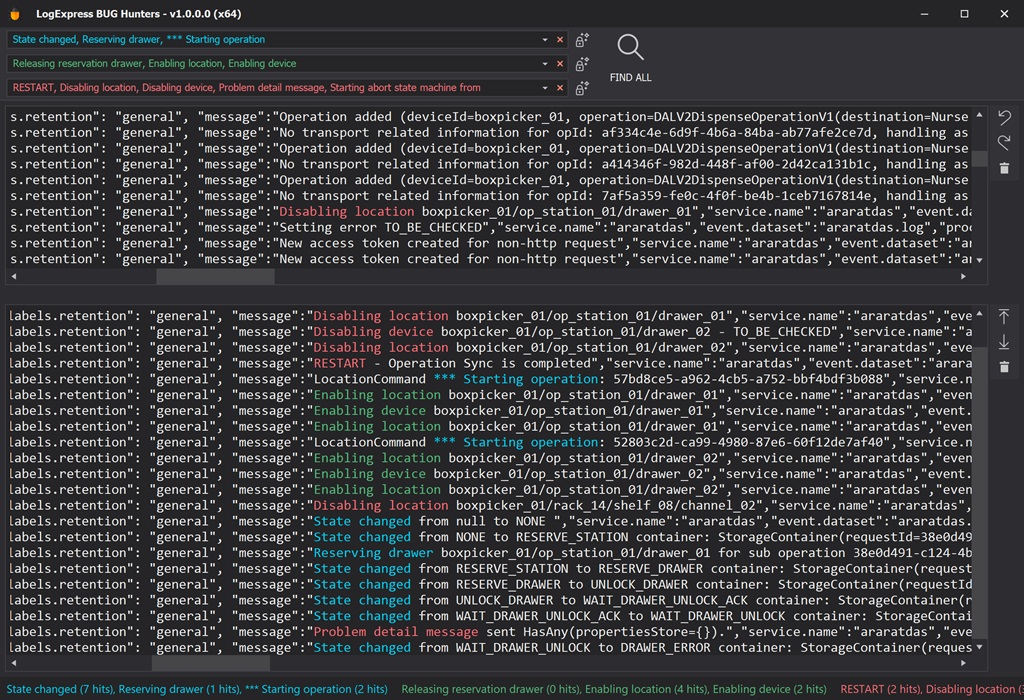 LogExpress BUG Hunters - v1.0.0.0 (x64)
State changed, Reserving drawer, *** Starting operation
Releasing reservation drawer, Enabling location, Enabling device
RESTART, Disabling location, Disabling device, Problem detail message, Starting abort state machine from
FIND ALL
s.retention": "general", "message":"Operation added (deviceId=boxpicker_01, operation=DALV2DispenseOperationV1(destination=Nurse
s.retention": "general", "message":"No transport related information for opId: af334c4e-6d9f-4b6a-84ba-ab77afe2ce7d, handling as
s.retention": "general", "message":"Operation added (deviceId=boxpicker_01, operation=DALV2DispenseOperationV1(destination=Nurse
s.retention": "general", "message":"No transport related information for opId: a414346f-982d-448f-af00-2d42ca131b1c, handling as
s.retention": "general", "message":"Operation added (deviceId=boxpicker_01, operation=DALV2DispenseOperationV1(destination=Nurse
s.retention": "general", "message":"No transport related information for opId: 7af5a359-fe0c-4f0f-be4b-1ceb7167814e, handling as
s.retention": "general", "message":"Disabling location boxpicker_01/op_station_01/drawer_01","service.name":"araratdas","event.da
s.retention": "general", "message":"Setting error TO_BE_CHECKED","service.name":"araratdas","event.dataset":"araratdas.log","proc
s.retention": "general", "message":"New access token created for non-http request","service.name":"araratdas","event.dataset":"ar
s.retention": "general", "message":"New access token created for non-http request","service.name":"araratdas","event.dataset":"ar
labels.retention": "general", "message":"Disabling location boxpicker_01/op_station_01/drawer_01","service.name":"araratdas","eve
labels.retention": "general", "message":"Disabling device boxpicker_01/op_station_01/drawer_02 - TO_BE_CHECKED","service.name":"a
labels.retention": "general", "message":"Disabling location boxpicker_01/op_station_01/drawer_02","service.name":"araratdas","eve
labels.retention": "general", "message":"RESTART - Operation Sync is completed","service.name":"araratdas","event.dataset":"arara
labels.retention": "general", "message":"LocationCommand *** Starting operation: 57bd8ce5-a962-4cb5-a752-bbf4bdf3b088","service.n
labels.retention": "general", "message":"Enabling location boxpicker_01/op_station_01/drawer_01","service.name":"araratdas","even
labels.retention": "general", "message":"Enabling device boxpicker_01/op_station_01/drawer_01","service.name":"araratdas","event.
labels.retention": "general", "message":"Enabling location boxpicker_01/op_station_01/drawer_01","service.name":"araratdas","even
labels.retention": "general", "message":"LocationCommand *** Starting operation: 52803c2d-ca99-4980-87e6-60f12de7af40","service.n
labels.retention": "general", "message":"Enabling location boxpicker_01/op_station_01/drawer_02","service.name":"araratdas","even
labels.retention": "general", "message":"Enabling device boxpicker_01/op_station_01/drawer_02","service.name":"araratdas","event.
labels.retention": "general", "message":"Enabling location boxpicker_01/op_station_01/drawer_02","service.name":"araratdas","even
labels.retention": "general", "message":"Disabling location boxpicker_01/rack_14/shelf_08/channel_02","service.name":"araratdas",
labels.retention": "general", "message":"State changed from null to NONE ","service.name":"araratdas","event.dataset":"araratdas.
labels.retention": "general", "message":"State changed from NONE to RESERVE_STATION container: StorageContainer(requestId=38e0d49
labels.retention": "general", "message":"Reserving drawer boxpicker_01/op_station_01/drawer_01 for sub operation 38e0d491-c124-4b
labels.retention": "general", "message":"State changed from RESERVE_STATION to RESERVE_DRAWER container: StorageContainer(request
labels.retention": "general", "message":"State changed from RESERVE_DRAWER to UNLOCK_DRAWER container: StorageContainer(requestId
labels.retention": "general", "message":"State changed from UNLOCK_DRAWER to WAIT_DRAWER_UNLOCK_ACK container: StorageContainer(r
labels.retention": "general", "message":"State changed from WAIT_DRAWER_UNLOCK_ACK to WAIT_DRAWER_UNLOCK container: StorageContai
labels.retention": "general", "message":"Problem detail message sent HasAny(propertiesStore={}).","service.name":"araratdas","eve
labels.retention": "general", "message":"State changed from WAIT_DRAWER_UNLOCK to DRAWER_ERROR container: StorageContainer(reques
State changed (7 hits), Reserving drawer (1 hits), *** Starting operation (2 hits) Releasing reservation drawer (0 hits), Enabling location (4 hits), Enabling device (2 hits) RESTART (2 hits), Disabling location (